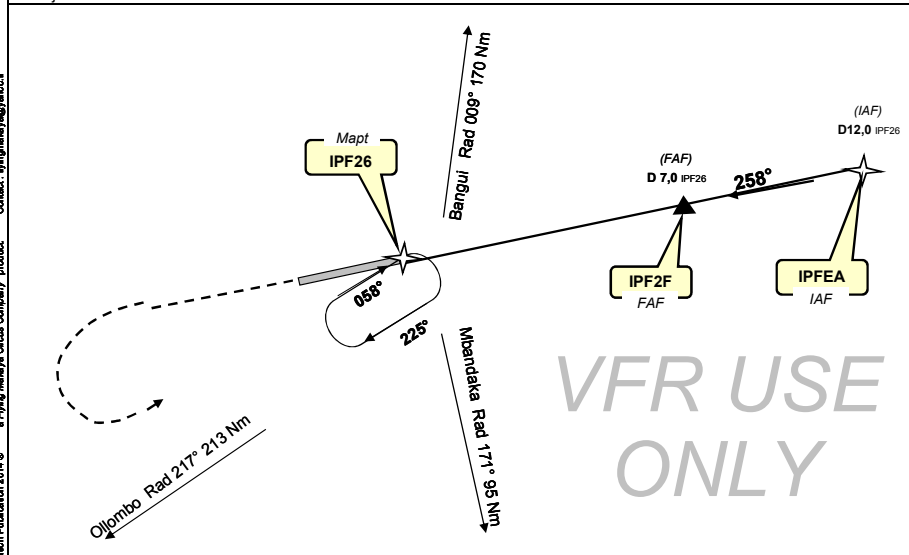 Bangui Rad 009° 170 Nm
Mapt
IPF26
(IAF)
D12,0 IPF26
(FAF)
D 7,0 IPF26
258°
IPF2F
FAF
IPFEA
IAF
058°
225°
Mbandaka Rad 171° 95 Nm
Ollombo Rad 217° 213 Nm
VFR USE
ONLY